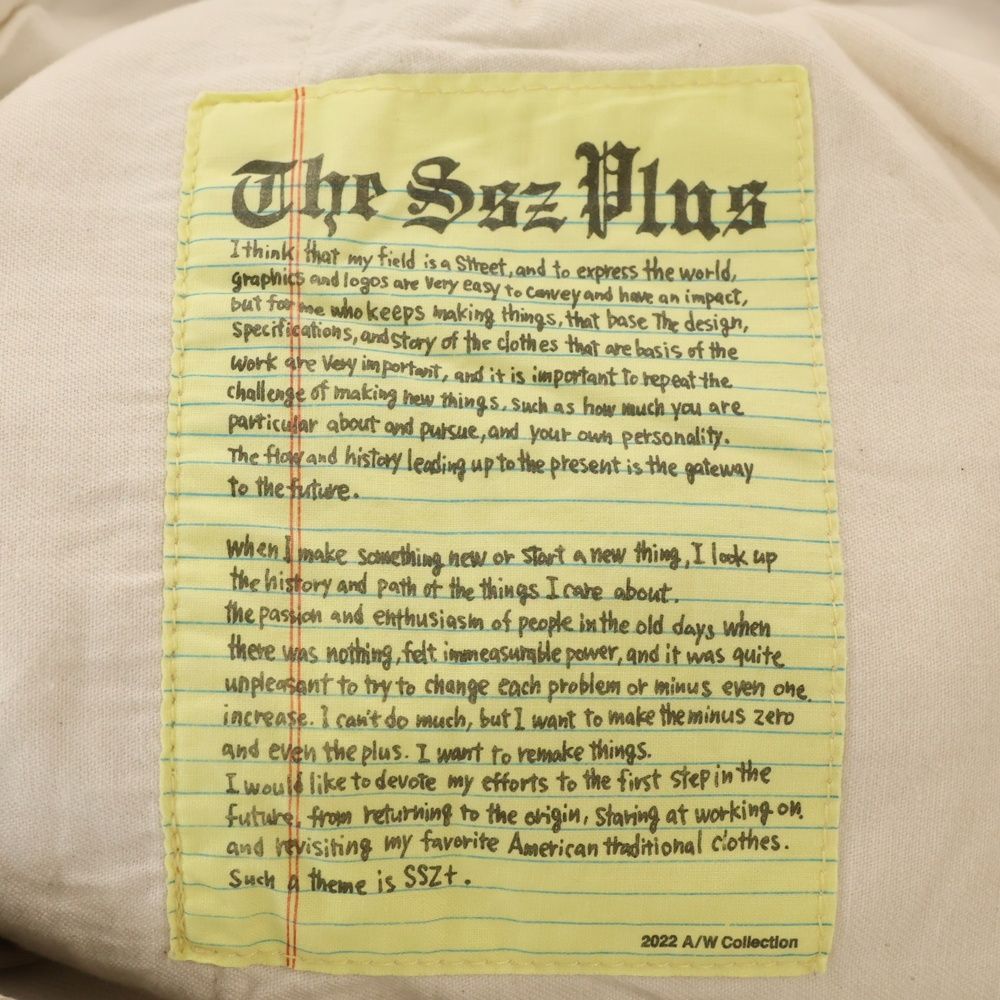 The Ssz Plus
I think that my field is a Street, and to express the world,
graphics and logos are very easy to convey and have an impact,
but for me who keeps making things, that base The design,
specifications, and story of the clothes that are basis of the
work are Very important, and it is important to repeat the
challenge of making new things, such as how much you are
particular about and pursue, and your own personality.
The flow and history leading up to the present is the gateway
to the future.
when I make something new or start a new thing, I look up
the history and path of the things I care about.
the passion and enthusiasm of people in the old days when
there was nothing, felt immeasurable power, and it was quite
unpleasant to try to change each problem or minus even one
increase. I can't do much, but I want to make the minus zero
and even the plus. I want to remake things.
I would like to devote my efforts to the first step in the
future, from returning to the origin, staring at working on
and revisiting my favorite American traditional clothes.
Such a theme is SSZ+.
2022 A/W Collection